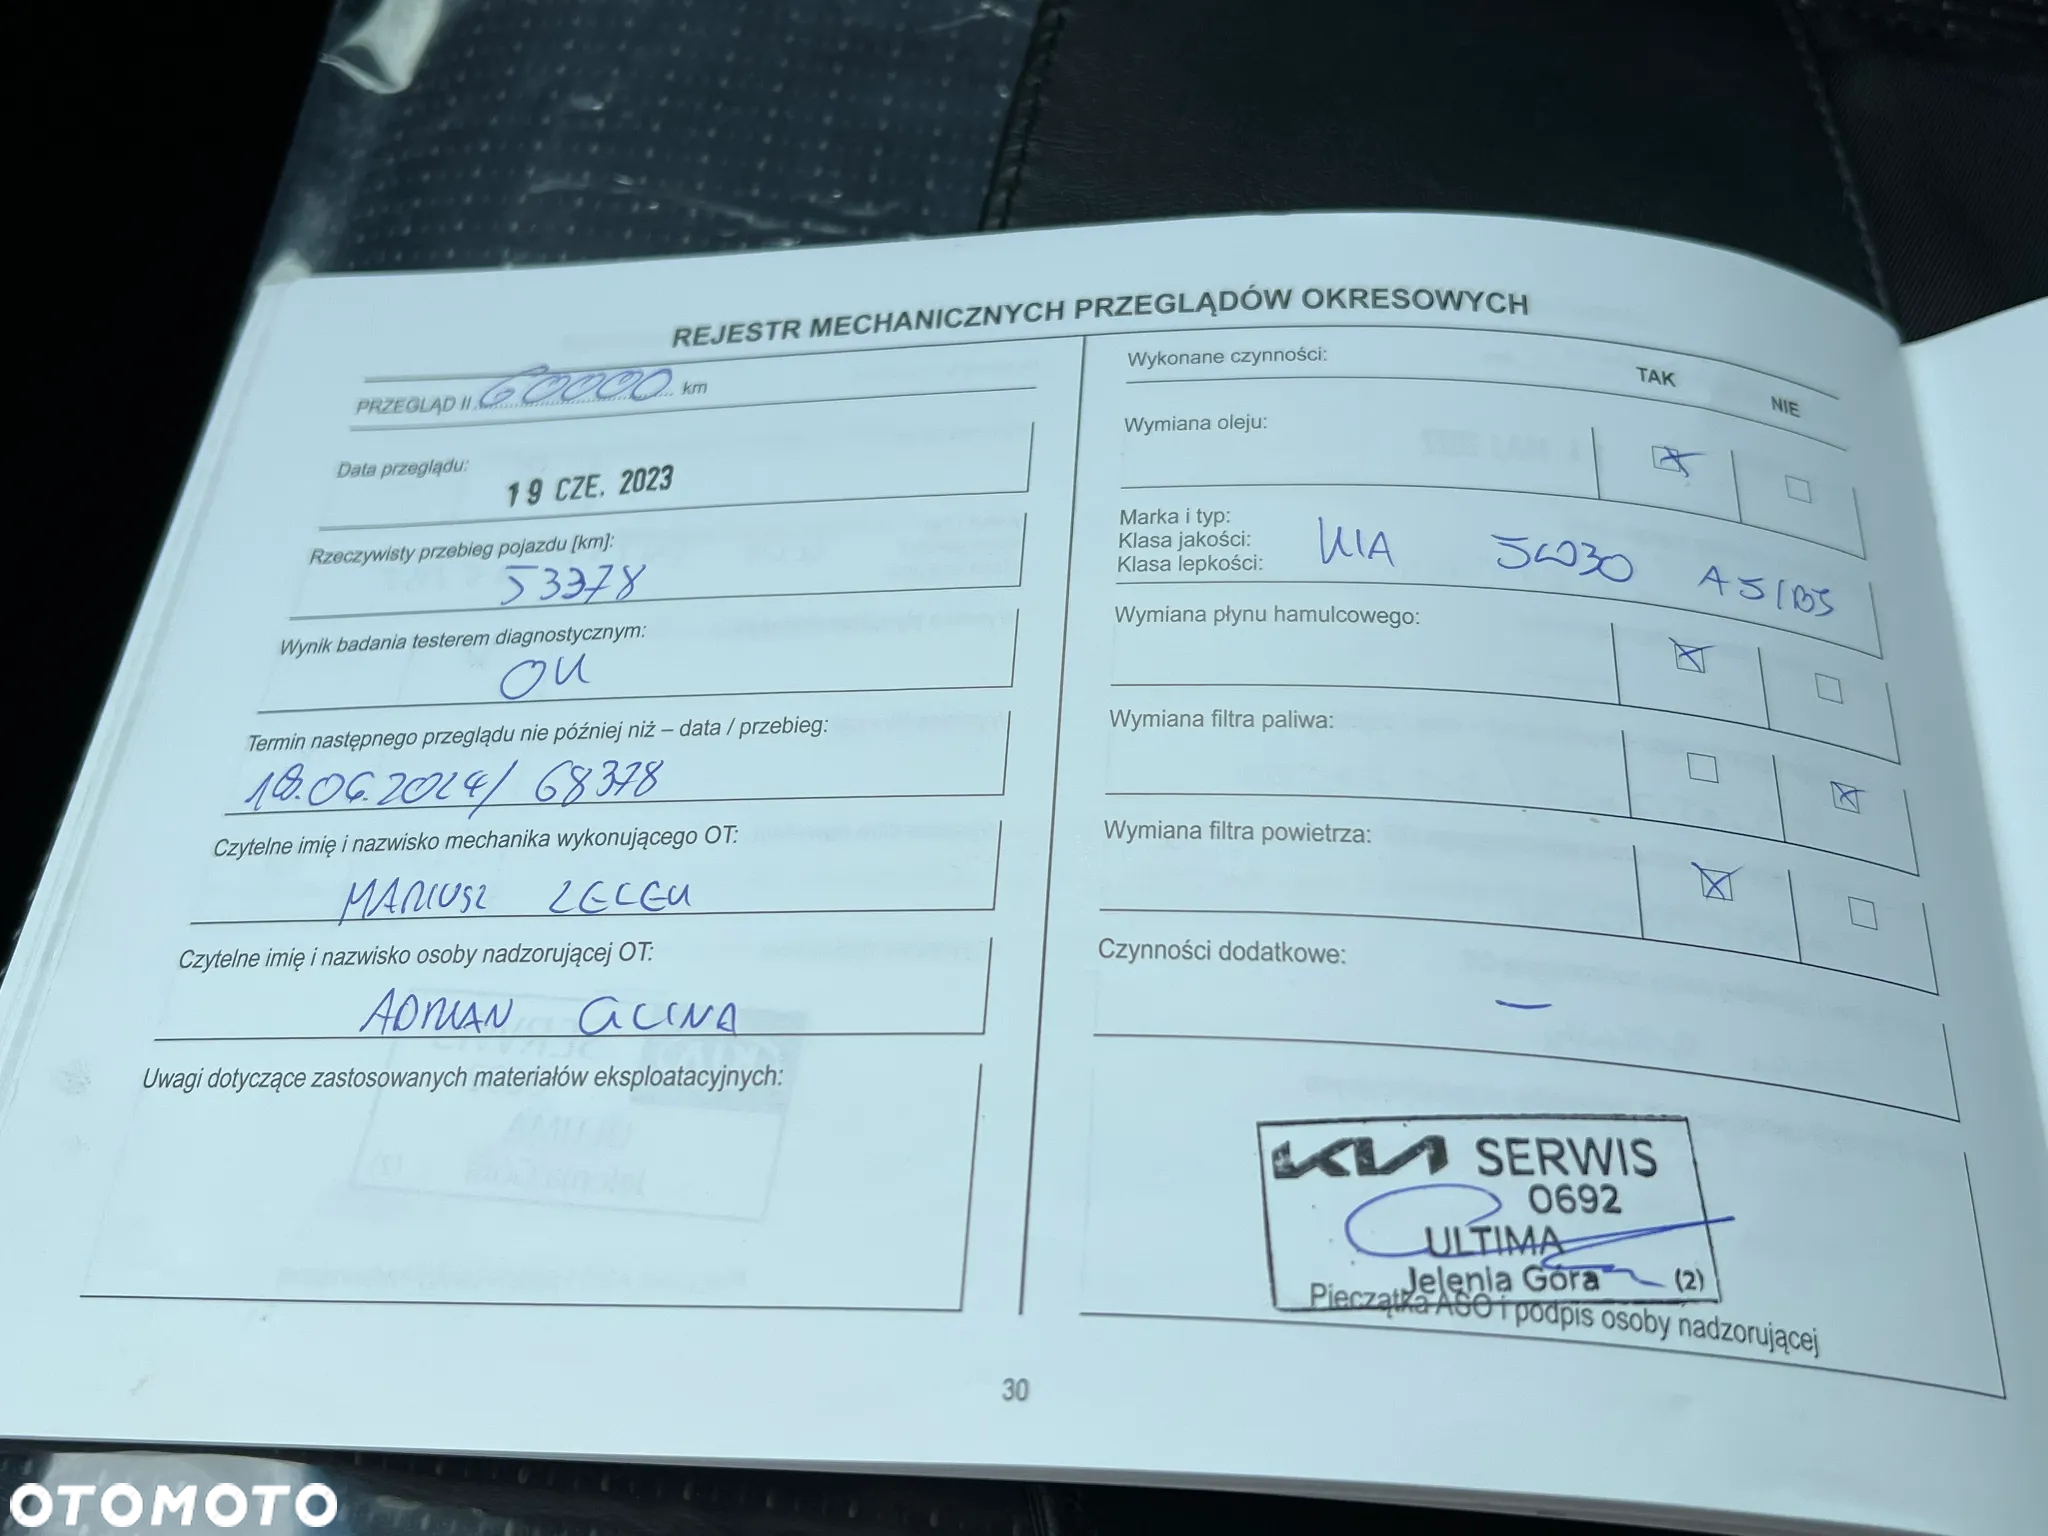 REJESTR MECHANICZNYCH PRZEGLĄDÓW OKRESOWYCH
PRZEGLĄD II 60000 km
Data przeglądu:
19 CZE. 2023
Rzeczywisty przebieg pojazdu [km]:
53378
Wynik badania testerem diagnostycznym:
OK
Termin następnego przeglądu nie później niż – data / przebieg:
18.06.2024/ 68378
Czytelne imię i nazwisko mechanika wykonującego OT:
MARIUSZ
Czytelne imię i nazwisko osoby nadzorującej OT:
ADRIAN GLINA
Uwagi dotyczące zastosowanych materiałów eksploatacyjnych:
Wykonane czynności:
TAK
NIE
Wymiana oleju:
Marka i typ:
Klasa jakości:
Klasa lepkości:
KIA 5W30 A5/B5
Wymiana płynu hamulcowego:
Wymiana filtra paliwa:
Wymiana filtra powietrza:
Czynności dodatkowe:
–
KIA SERWIS
0692
ULTIMA
Jelenia Góra (2)
Pieczątka ASO i podpis osoby nadzorującej
30
OTOMOTO